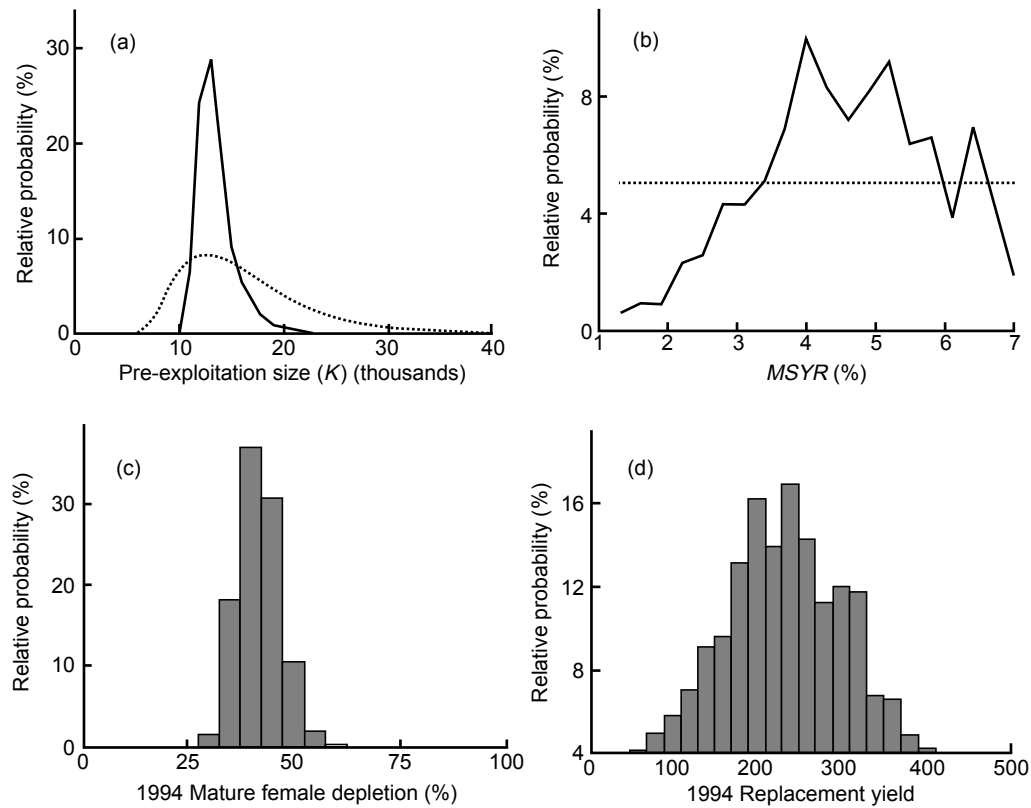 (a)
Relative probability (%)
30
20
10
0
0 10 20 30 40
Pre-exploitation size (K) (thousands)
(b)
Relative probability (%)
8
4
0
1 2 3 4 5 6 7
MSYR (%)
(c)
Relative probability (%)
30
20
10
0
0 25 50 75 100
1994 Mature female depletion (%)
(d)
Relative probability (%)
16
12
8
4
0 100 200 300 400 500
1994 Replacement yield